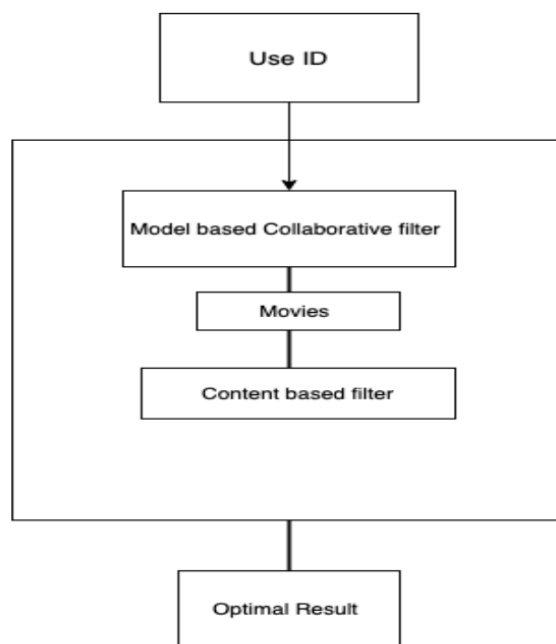 Use ID
Model based Collaborative filter
Movies
Content based filter
Optimal Result